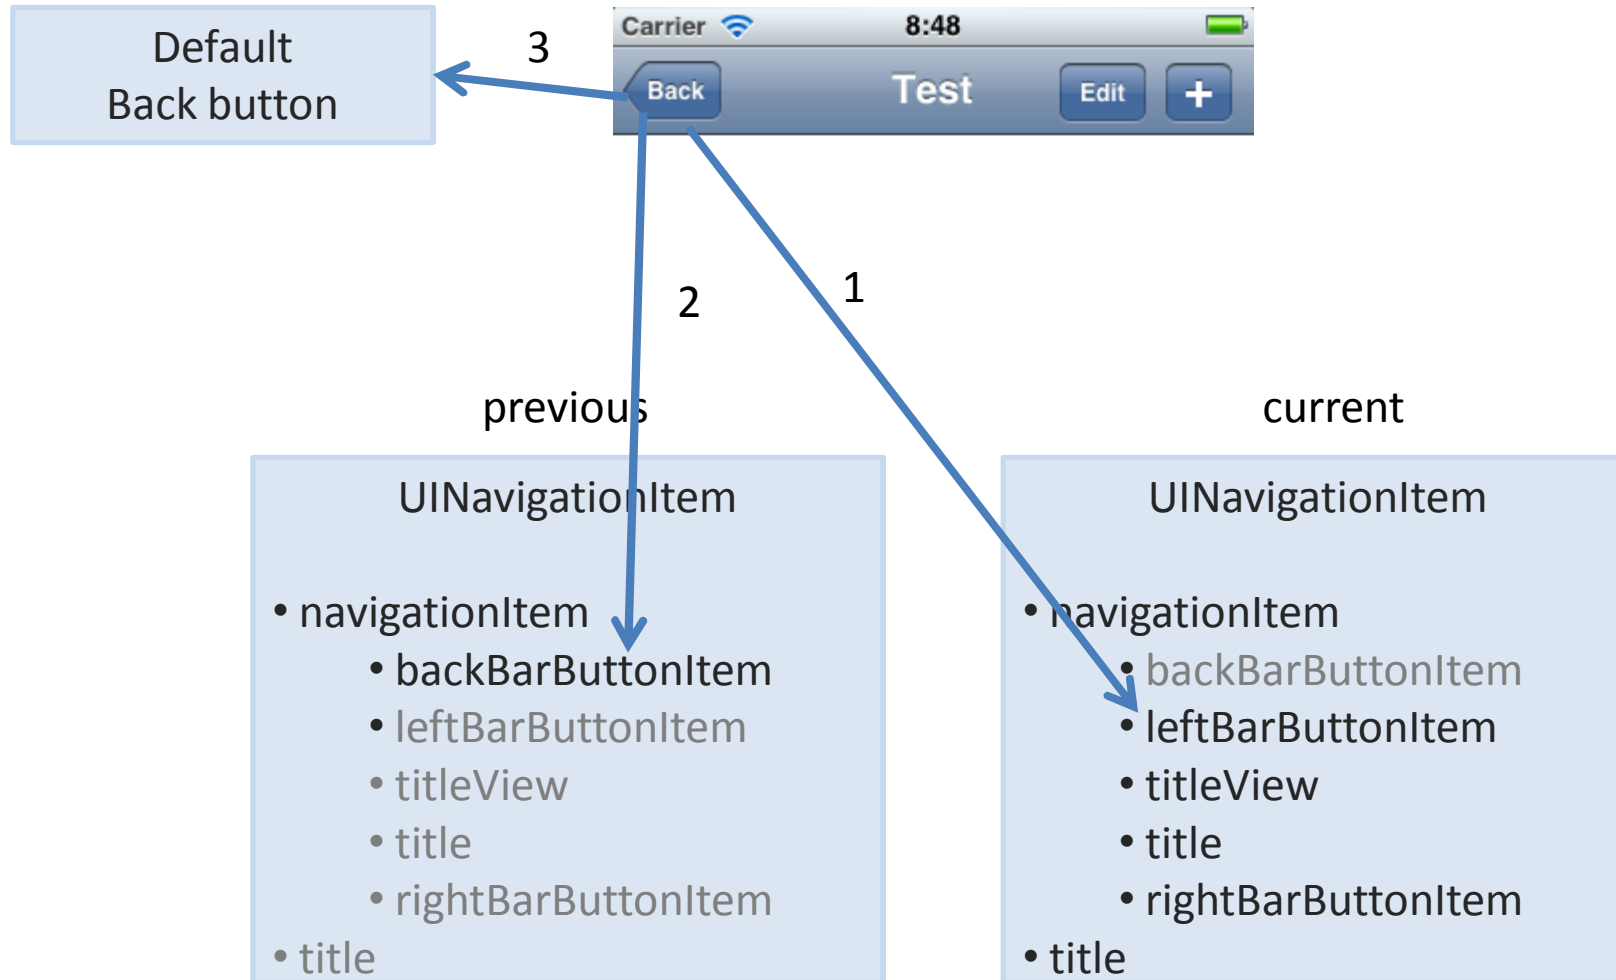 Default
Back button
3
Carrier 8:48
Back Test Edit +
2
1
previous
current
UINavigationItem
• navigationItem
• backBarButtonItem
• leftBarButtonItem
• titleView
• title
• rightBarButtonItem
• title
UINavigationItem
• navigationItem
• backBarButtonItem
• leftBarButtonItem
• titleView
• title
• rightBarButtonItem
• title